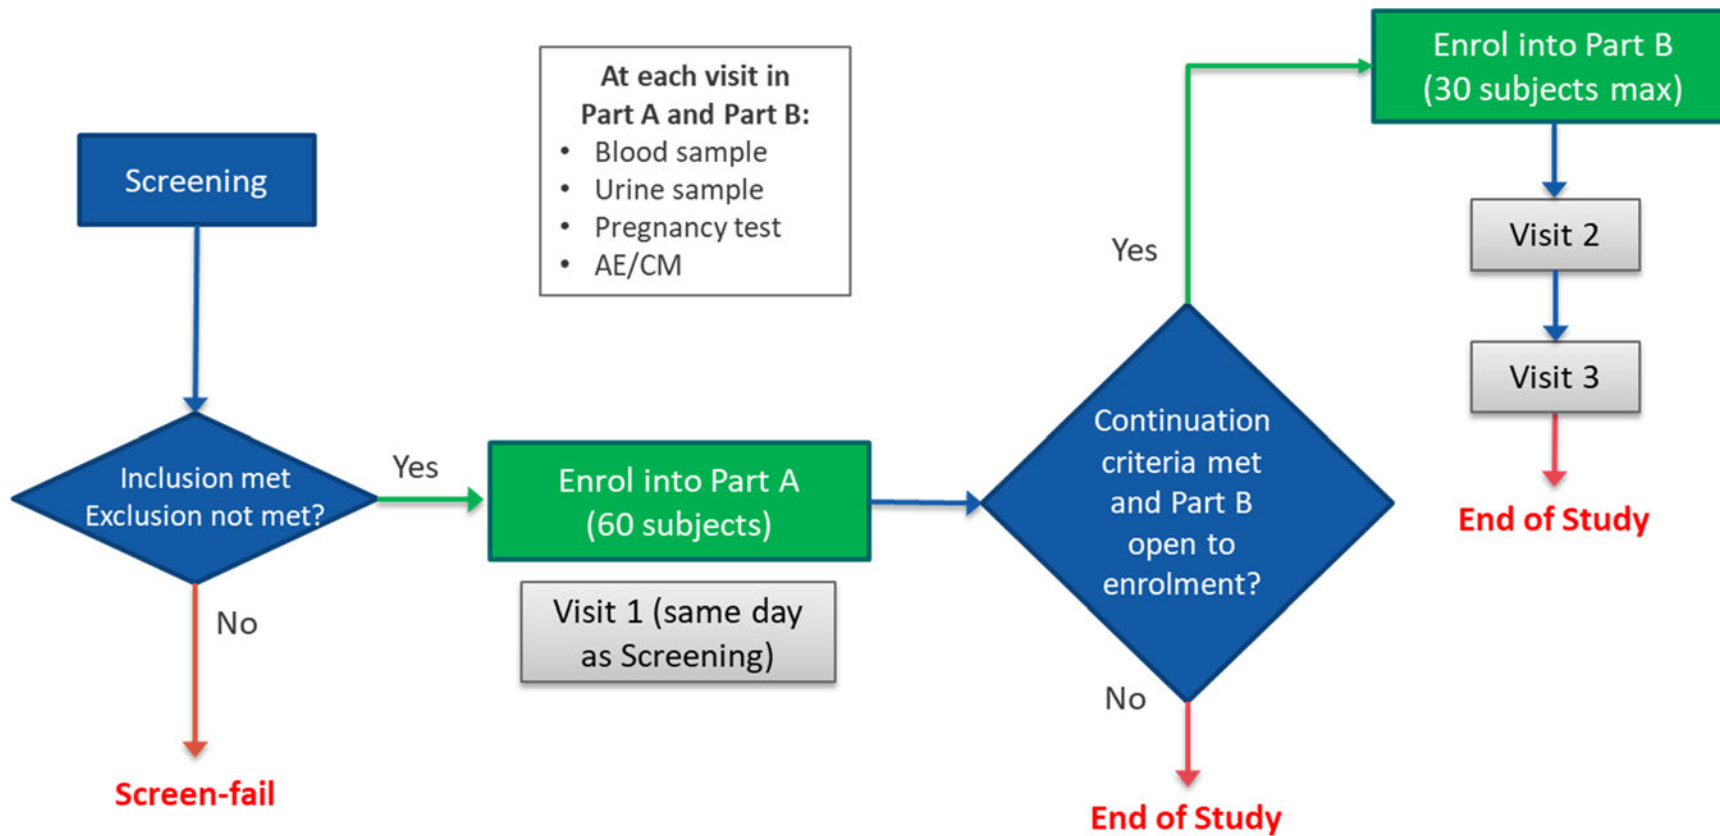 Screening
Inclusion met
Exclusion not met?
No
Screen-fail
Yes
At each visit in
Part A and Part B:
• Blood sample
• Urine sample
• Pregnancy test
• AE/CM
Enrol into Part A
(60 subjects)
Visit 1 (same day
as Screening)
Continuation
criteria met
and Part B
open to
enrolment?
No
End of Study
Yes
Enrol into Part B
(30 subjects max)
Visit 2
Visit 3
End of Study